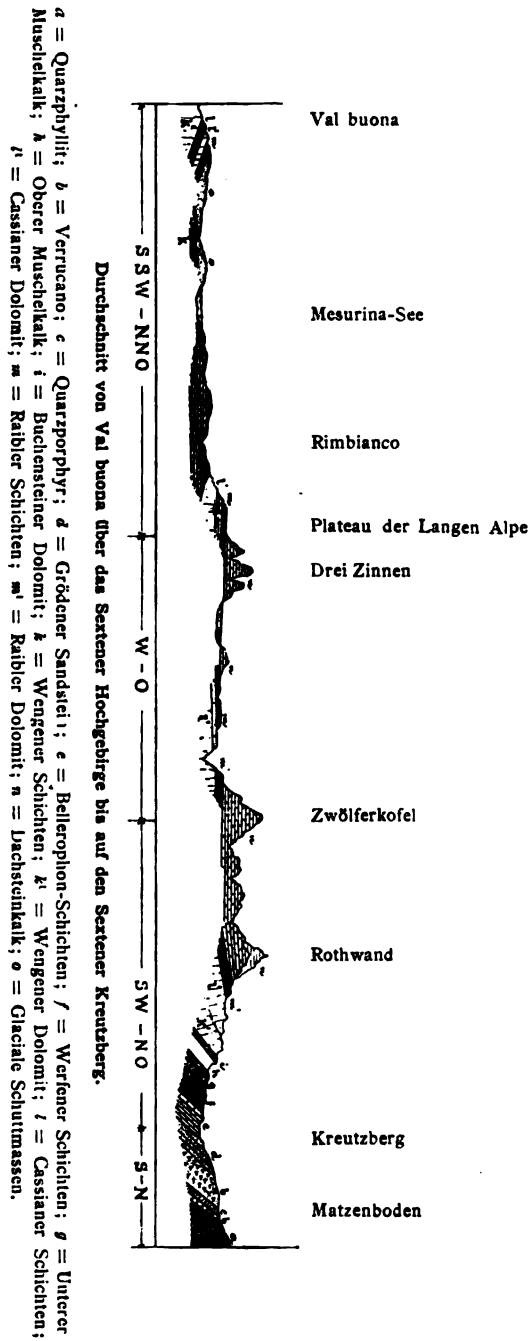 Val buona
Mesurina-See
Rimbianco
Plateau der Langen Alpe
Drei Zinnen
Zwölferkofel
Rothwand
Kreutzberg
Matzenboden
SSW-NNO
W-O
SW-NO
S-N
Durchschnitt von Val buona über das Sextener Hochgebirge bis auf den Sextener Kreutzberg.
a = Quarzphyllit; b = Verrucano; c = Quarzporphyr; d = Grödener Sandstei; e = Bellerophon-Schichten; f = Werfener Schichten; g = Unterer
Muschelkalk; h = Oberer Muschelkalk; i = Buchensteiner Dolomit; k = Wengener Schichten; k¹ = Wengener Dolomit; l = Cassianer Schichten;
l¹ = Cassianer Dolomit; m = Raibler Schichten; m¹ = Raibler Dolomit; n = Dachsteinkalk; o = Glaciale Schuttmassen.